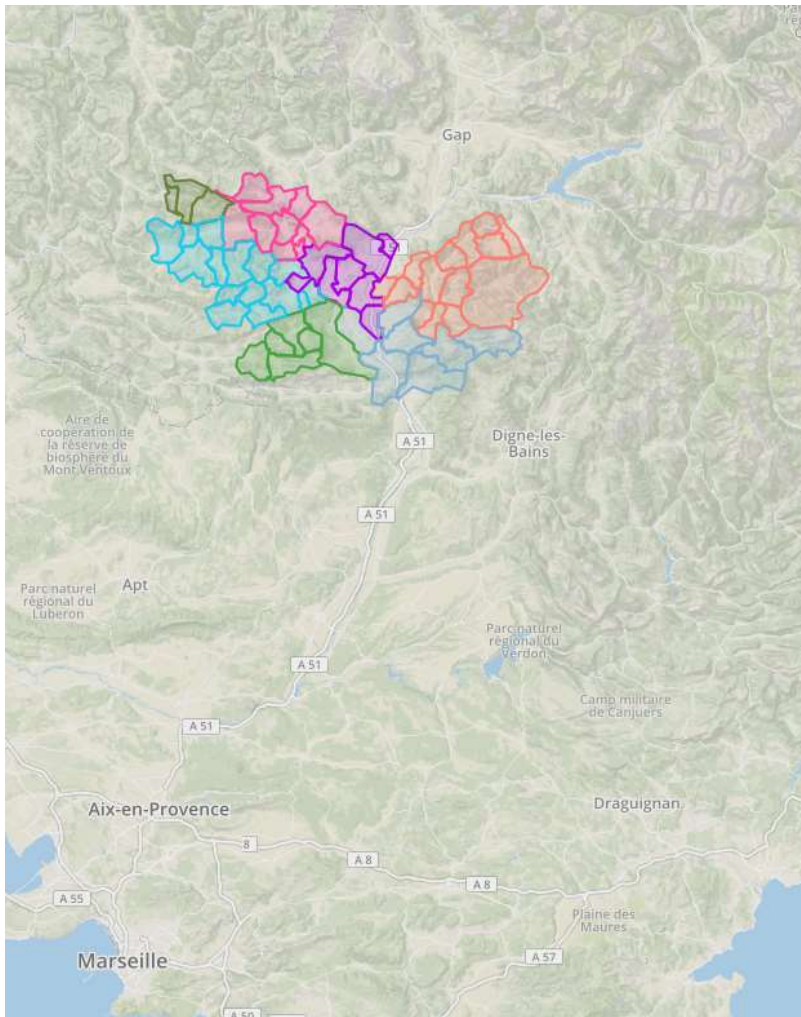 Gap
51
Aire de
coopération de
la réserve de
biosphère du
Mont Ventoux
A 51
Digne-les-
Bains
A 51
Parc naturel
régional du
Luberon
Apt
Parc naturel
régional du
Verdon
A 51
Camp militaire
de Canjuers
A 51
Aix-en-Provence
Draguignan
8
A 8
A 8
A 55
Plaine des
Maures
Marseille
A 57
A 50